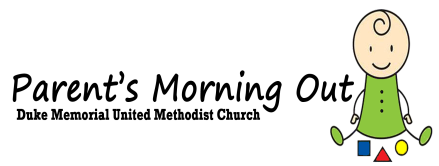 Parent's Morning Out
Duke Memorial United Methodist Church